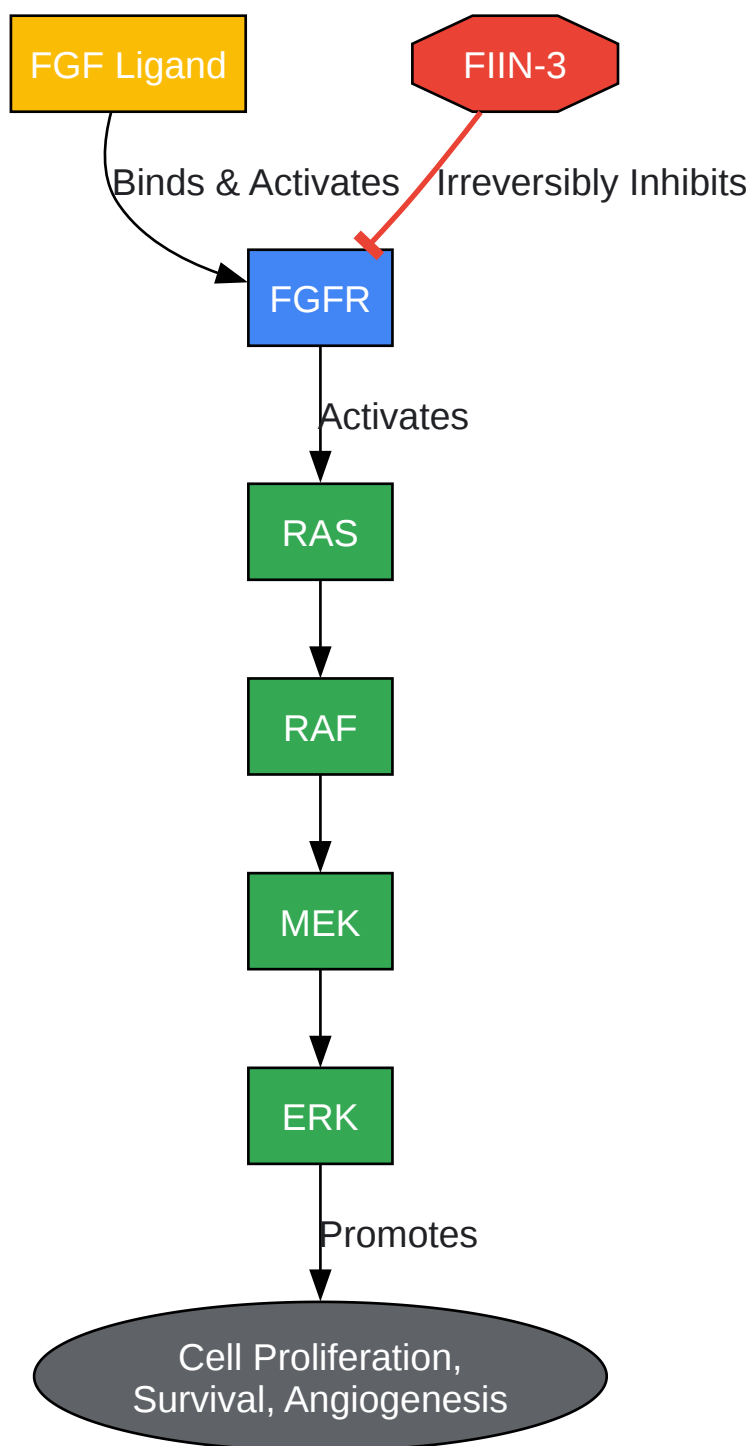 FGF Ligand
FIIN-3
Binds & Activates
Irreversibly Inhibits
FGFR
Activates
RAS
RAF
MEK
ERK
Promotes
Cell Proliferation,
Survival, Angiogenesis